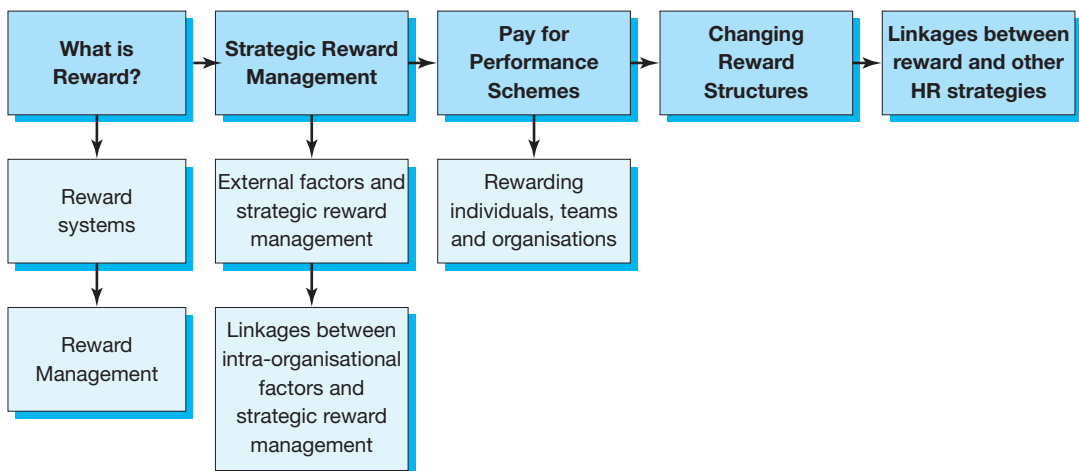 What is
Reward?
Strategic Reward
Management
Pay for
Performance
Schemes
Changing
Reward
Structures
Linkages between
reward and other
HR strategies
Reward
systems
External factors and
strategic reward
management
Rewarding
individuals, teams
and organisations
Reward
Management
Linkages between
intra-organisational
factors and
strategic reward
management